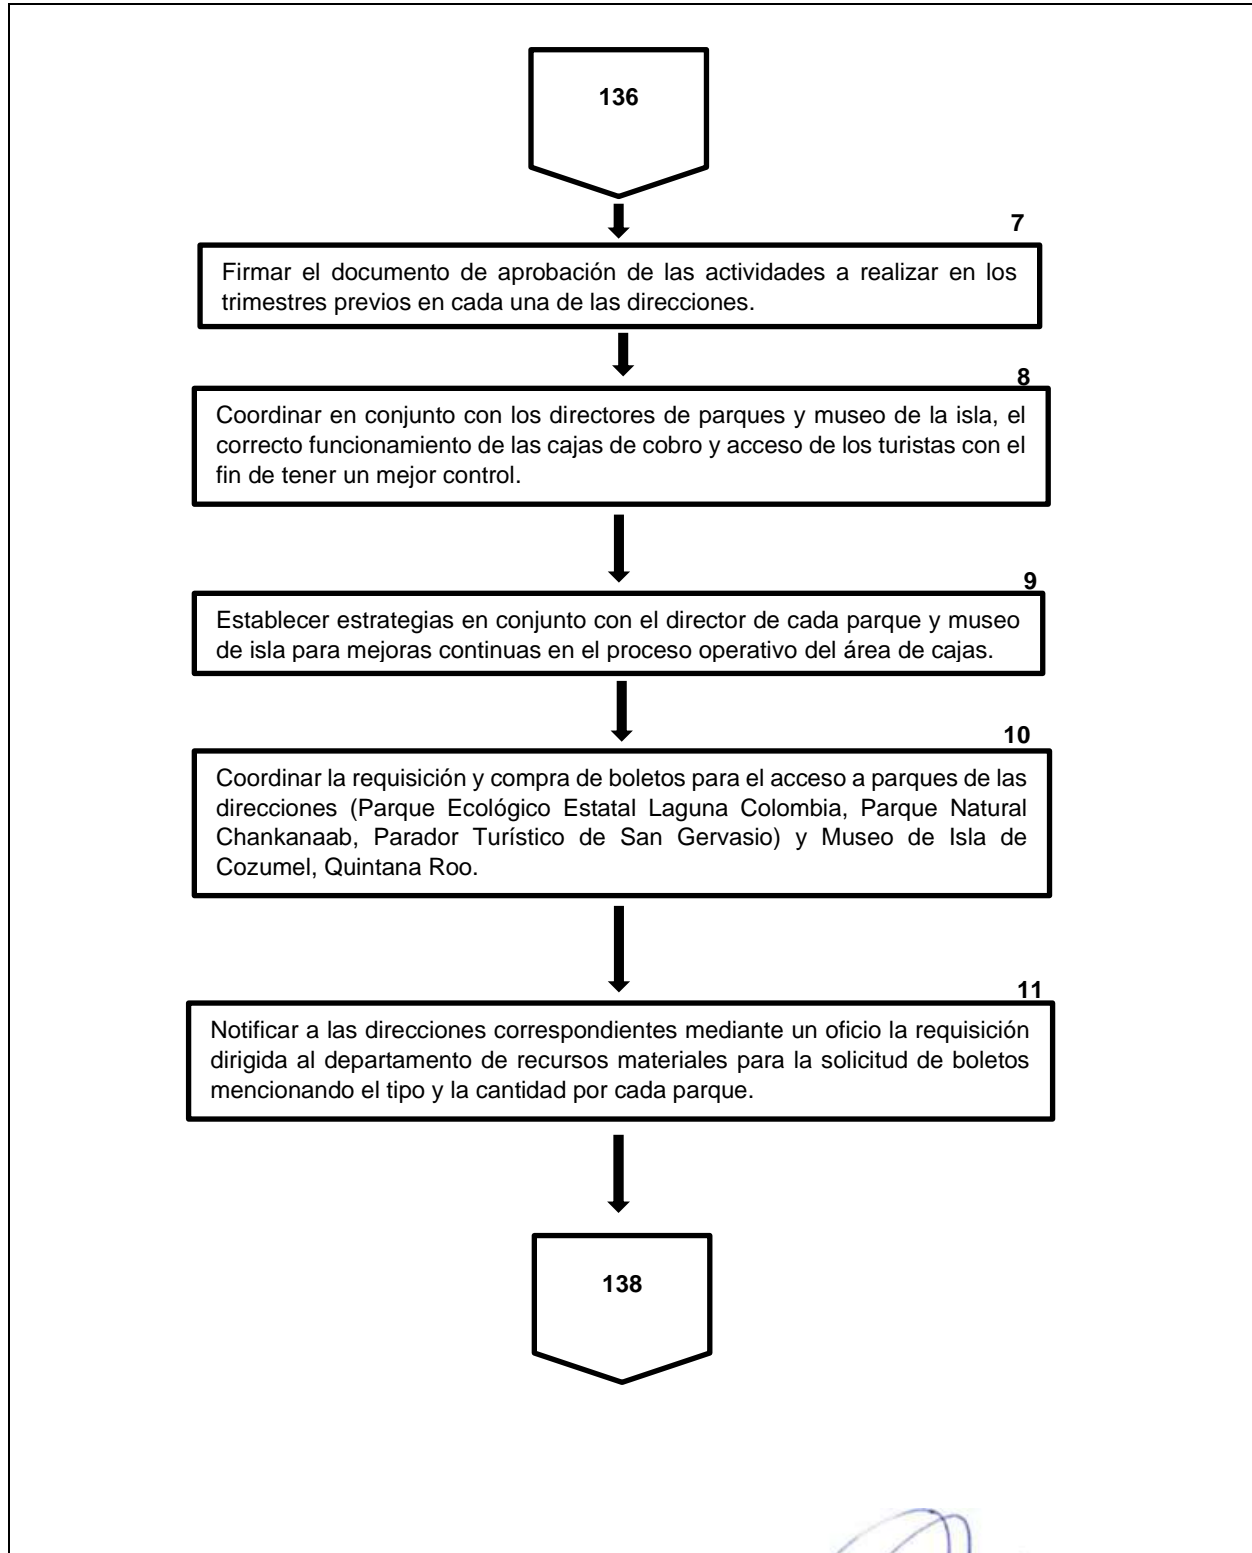 136
7
Firmar el documento de aprobación de las actividades a realizar en los
trimestres previos en cada una de las direcciones.
8
Coordinar en conjunto con los directores de parques y museo de la isla, el
correcto funcionamiento de las cajas de cobro y acceso de los turistas con el
fin de tener un mejor control.
9
Establecer estrategias en conjunto con el director de cada parque y museo
de isla para mejoras continuas en el proceso operativo del área de cajas.
10
Coordinar la requisición y compra de boletos para el acceso a parques de las
direcciones (Parque Ecológico Estatal Laguna Colombia, Parque Natural
Chankanaab, Parador Turístico de San Gervasio) y Museo de Isla de
Cozumel, Quintana Roo.
11
Notificar a las direcciones correspondientes mediante un oficio la requisición
dirigida al departamento de recursos materiales para la solicitud de boletos
mencionando el tipo y la cantidad por cada parque.
138